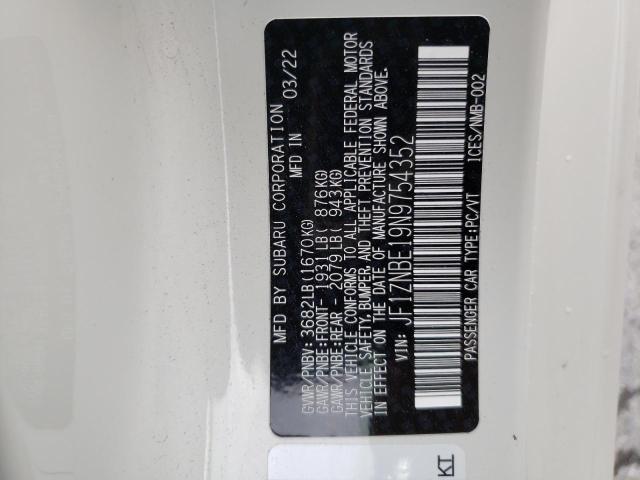 MFD BY SUBARU CORPORATION
MFD IN 03/22
GVWR/PNBV: 3682LB(1670KG)
GAWR/PNBE:FRONT- 1931LB( 876KG)
GAWR/PNBE:REAR - 2079LB( 943KG)
THIS VEHICLE CONFORMS TO ALL APPLICABLE FEDERAL MOTOR
VEHICLE SAFETY,BUMPER, AND THEFT PREVENTION STANDARDS
IN EFFECT ON THE DATE OF MANUFACTURE SHOWN ABOVE.
VIN: JF1ZNBE19N9754352
PASSENGER CAR TYPE:PC/VT ICES/NMB-002
KI